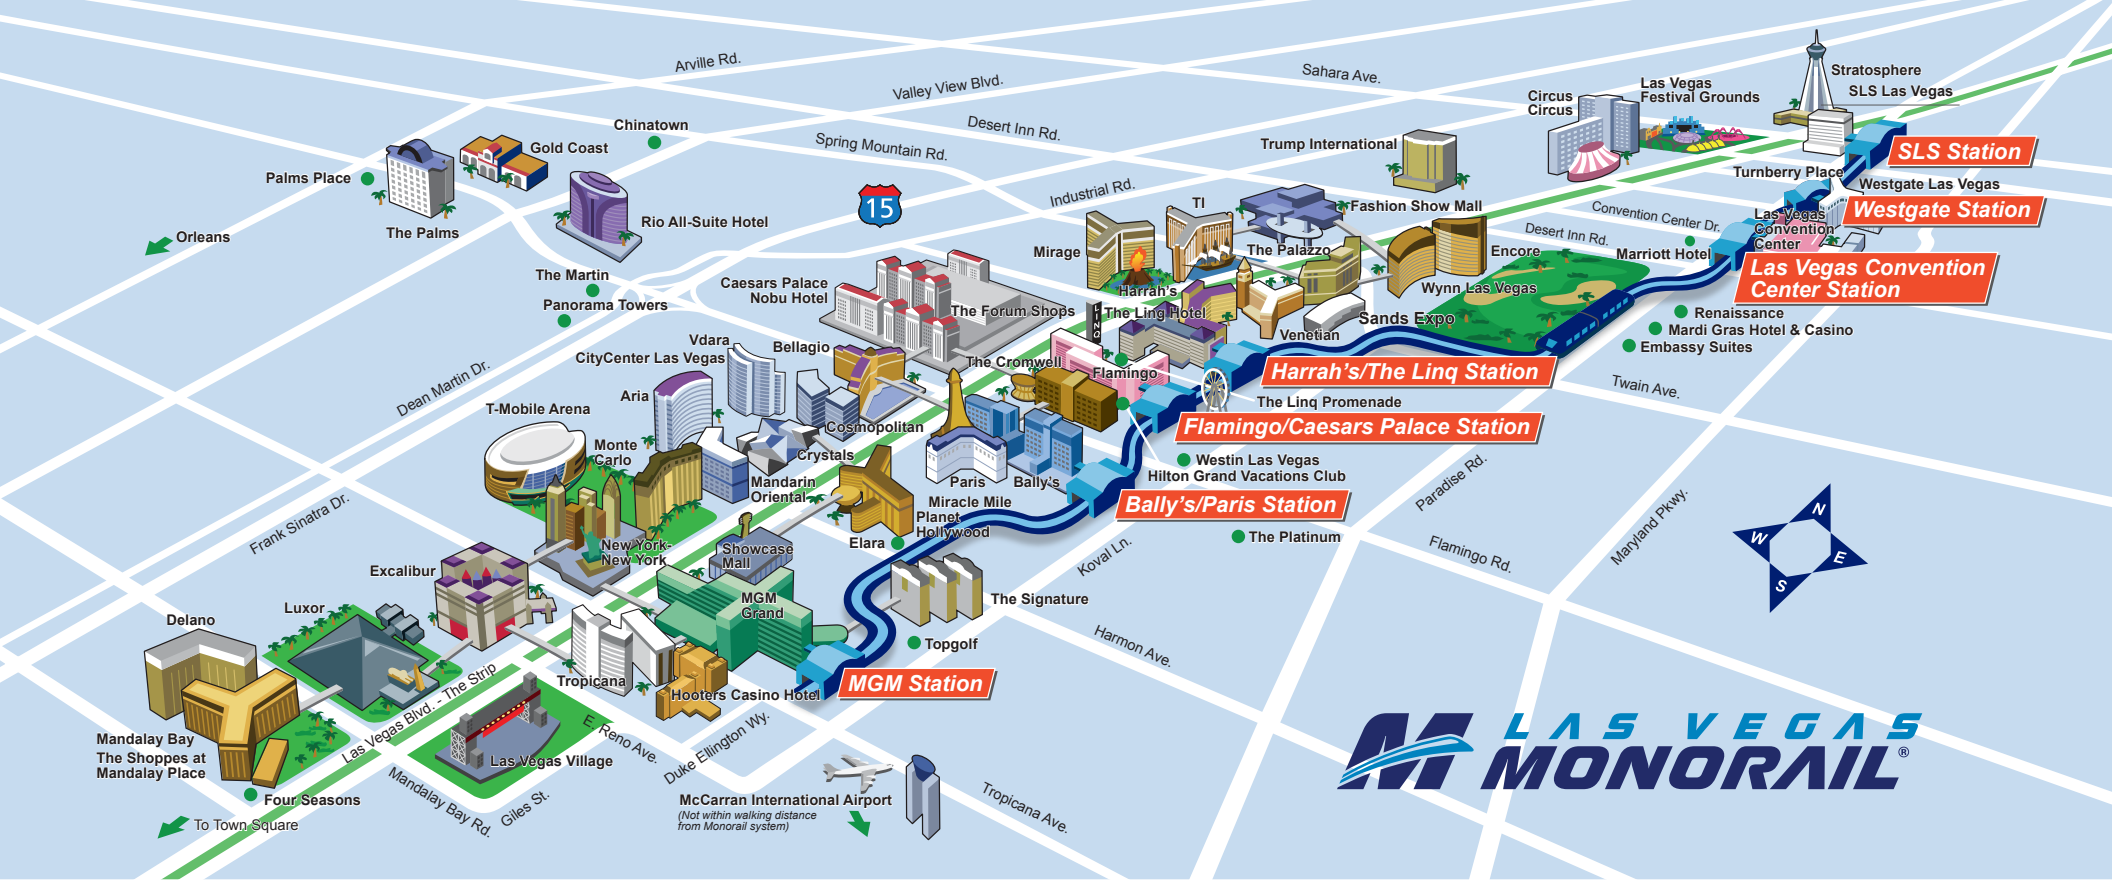 Arville Rd.
Valley View Blvd.
Sahara Ave.
Stratosphere
SLS Las Vegas
Circus
Circus
Las Vegas
Festival Grounds
Chinatown
Gold Coast
Spring Mountain Rd.
Desert Inn Rd.
Trump International
SLS Station
Palms Place
Turnberry Place
Westgate Las Vegas
Westgate Station
Industrial Rd.
15
TI
Fashion Show Mall
Convention Center Dr.
Las Vegas
Convention
Center
Rio All-Suite Hotel
The Palms
Orleans
Mirage
The Palazzo
Encore
Desert Inn Rd.
Marriott Hotel
Las Vegas Convention
Center Station
The Martin
Panorama Towers
Caesars Palace
Nobu Hotel
The Forum Shops
Harrah's
LINQ
The Linq Hotel
Wynn Las Vegas
Venetian
Sands Expo
Renaissance
Mardi Gras Hotel & Casino
Embassy Suites
Vdara
CityCenter Las Vegas
Bellagio
The Cromwell
Flamingo
Harrah's/The Linq Station
The Linq Promenade
Twain Ave.
Dean Martin Dr.
Aria
T-Mobile Arena
Cosmopolitan
Flamingo/Caesars Palace Station
Monte
Carlo
Crystals
Westin Las Vegas
Hilton Grand Vacations Club
Mandarin
Oriental
Paris
Bally's
Bally's/Paris Station
Miracle Mile
Planet
Hollywood
Elara
The Platinum
Paradise Rd.
Maryland Pkwy.
N
W
E
S
Frank Sinatra Dr.
New York-
New York
Showcase
Mall
Koval Ln.
Flamingo Rd.
Excalibur
MGM
Grand
The Signature
Luxor
Delano
Topgolf
Harmon Ave.
Tropicana
Hooters Casino Hotel
MGM Station
Las Vegas Blvd. - The Strip
Mandalay Bay
The Shoppes at
Mandalay Place
Four Seasons
To Town Square
Las Vegas Village
E Reno Ave.
Duke Ellington Wy.
Mandalay Bay Rd.
Giles St.
McCarran International Airport
(Not within walking distance
from Monorail system)
Tropicana Ave.
LAS VEGAS
MONORAIL®